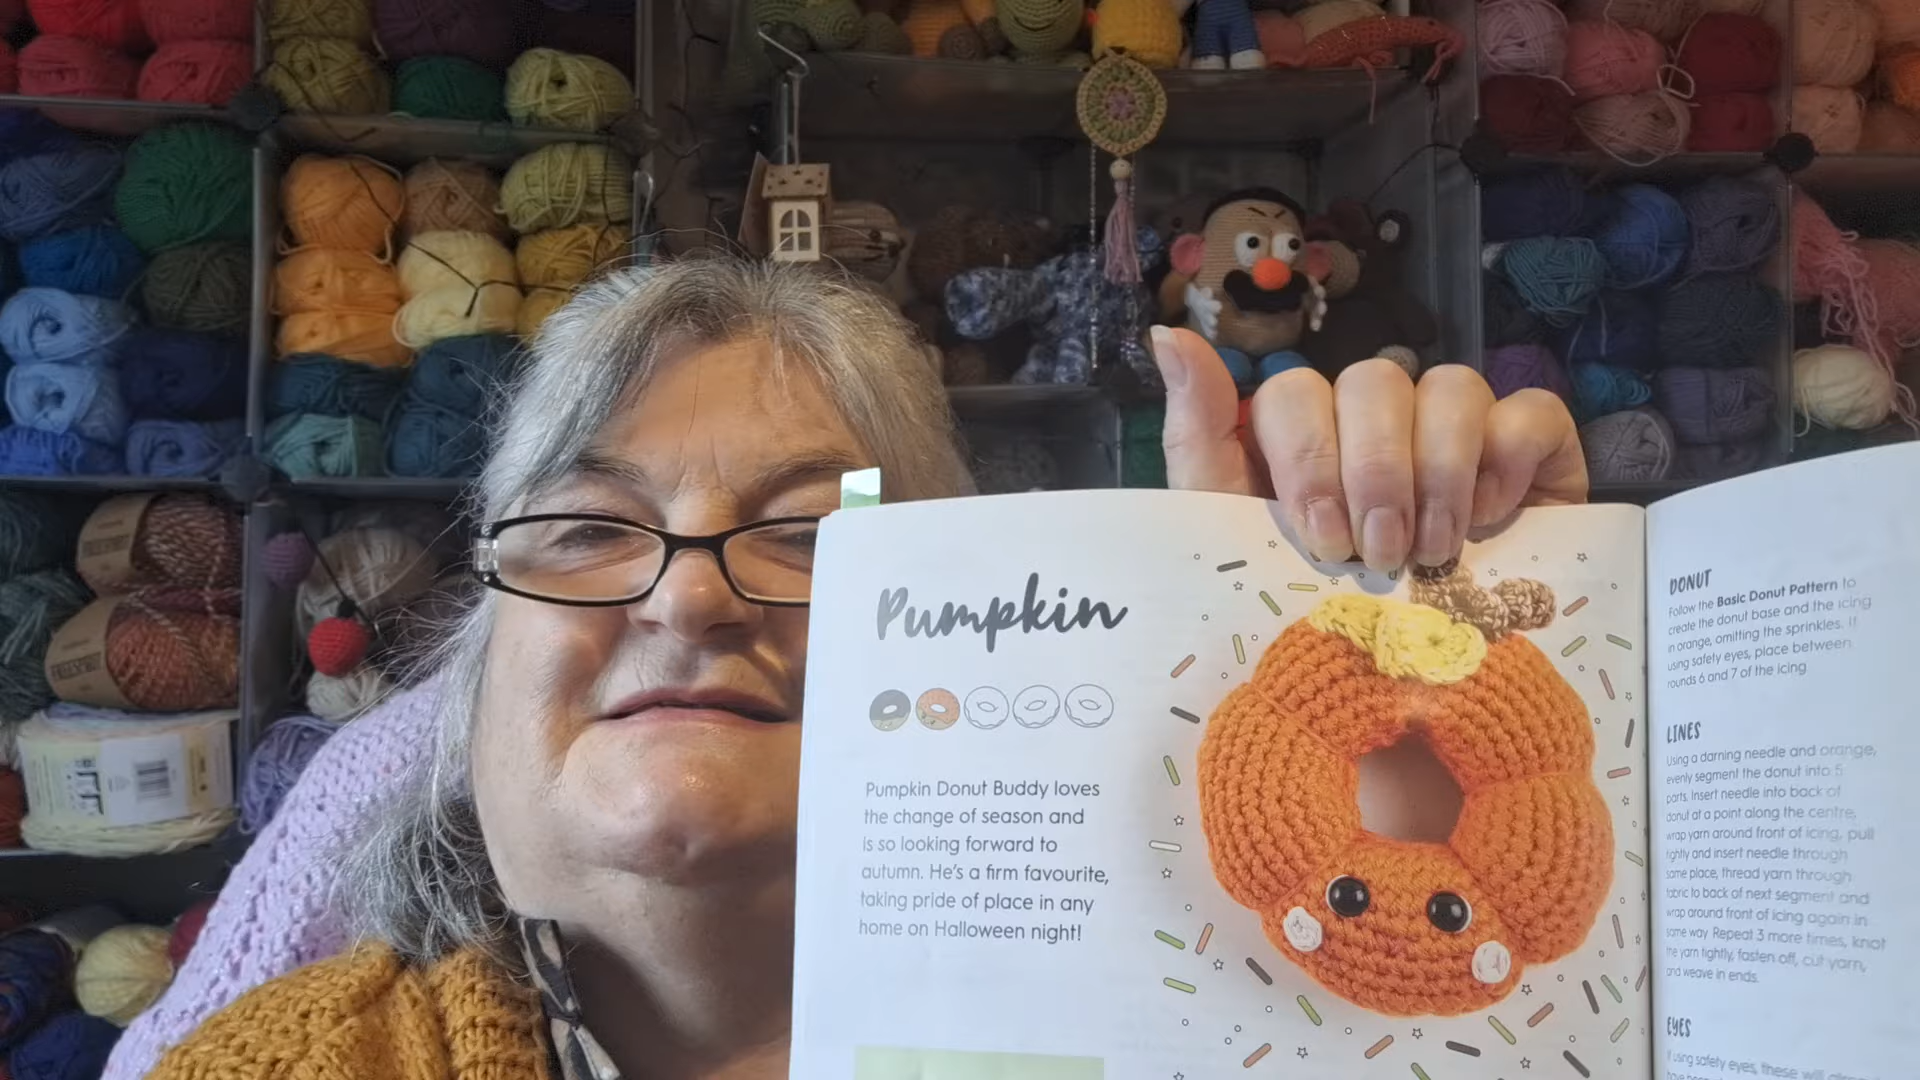 Pumpkin
Pumpkin Donut Buddy loves
the change of season and
is so looking forward to
autumn. He's a firm favourite,
taking pride of place in any
home on Halloween night!
DONUT
Follow the Basic Donut Pattern to
create the donut base and the icing
in orange, omitting the sprinkles. If
using safety eyes, place between
rounds 6 and 7 of the icing
LINES
Using a darning needle and orange,
evenly segment the donut into 5
parts. Insert needle into back of
donut at a point along the centre,
wrap yarn around front of icing, pull
tightly and insert needle through
same place, thread yarn through
fabric to back of next segment and
wrap around front of icing again in
same way. Repeat 3 more times, knot
the yarn tightly, fasten off, cut yarn,
and weave in ends.
EYES
If using safety eyes, these will